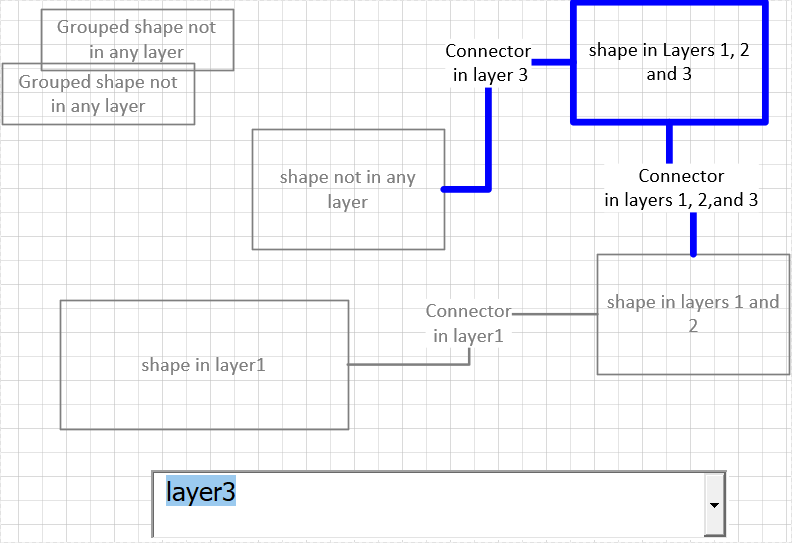 Grouped shape not
in any layer
Grouped shape not
in any layer
Connector
in layer 3
shape in Layers 1, 2
and 3
shape not in any
layer
Connector
in layers 1, 2,and 3
Connector
in layer1
shape in layers 1 and
2
shape in layer1
layer3